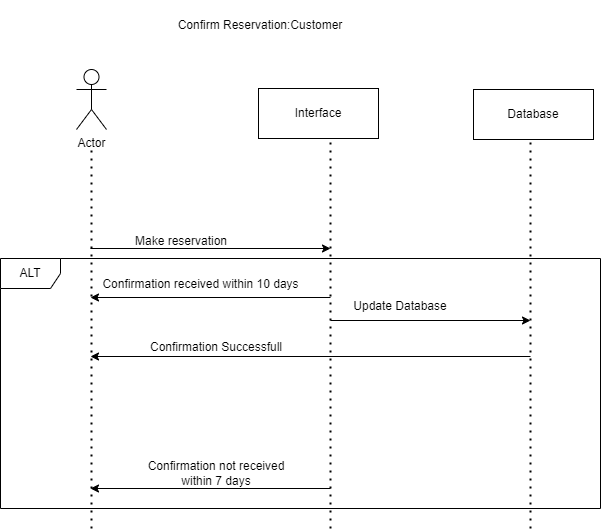 Confirm Reservation:Customer
Interface
Database
Actor
Make reservation
ALT
Confirmation received within 10 days
Update Database
Confirmation Successfull
Confirmation not received
within 7 days